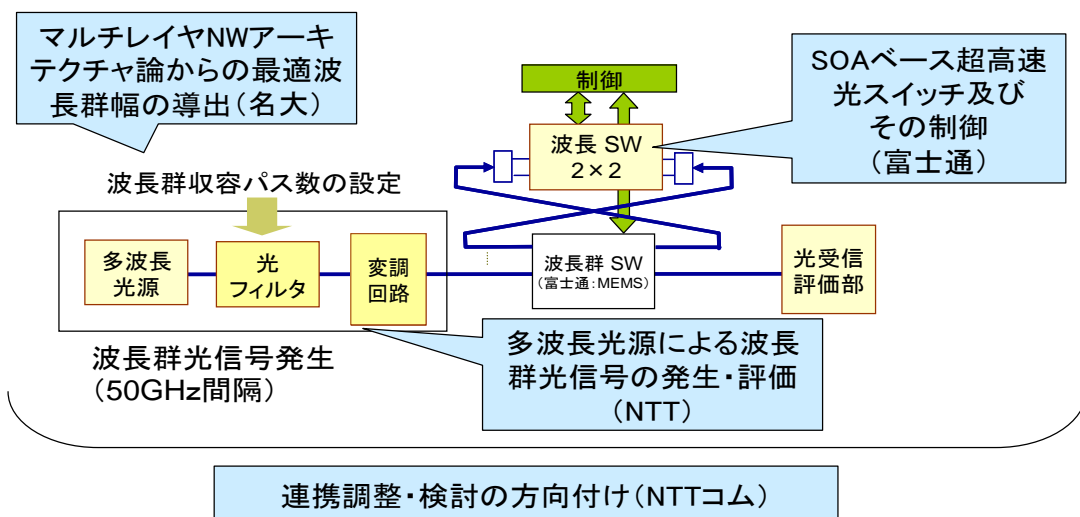 マルチレイヤNWアーキ
テクチャ論からの最適波
長群幅の導出(名大)
制御
波長 SW
2×2
SOAベース超高速
光スイッチ及び
その制御
(富士通)
波長群収容パス数の設定
多波長
光源
光
フィルタ
変調
回路
波長群 SW
(富士通:MEMS)
光受信
評価部
波長群光信号発生
(50GHz間隔)
多波長光源による波長
群光信号の発生・評価
(NTT)
連携調整・検討の方向付け(NTTコム)